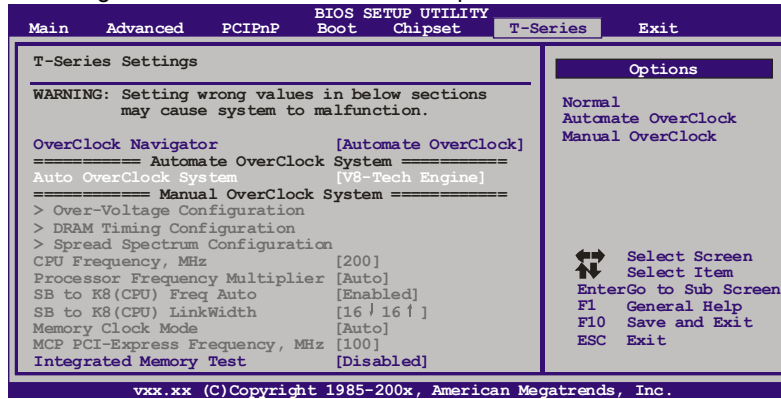 BIOS SETUP UTILITY
Main Advanced PCIPnP Boot Chipset T-Series Exit
T-Series Settings
WARNING: Setting wrong values in below sections
may cause system to malfunction.
OverClock Navigator [Automate OverClock]
=========== Automate OverClock System ===========
Auto OverClock System [V8-Tech Engine]
============ Manual OverClock System ============
> Over-Voltage Configuration
> DRAM Timing Configuration
> Spread Spectrum Configuration
CPU Frequency, MHz [200]
Processor Frequency Multiplier [Auto]
SB to K8(CPU) Freq Auto [Enabled]
SB to K8(CPU) LinkWidth [16 ↓ 16 ↑ ]
Memory Clock Mode [Auto]
MCP PCI-Express Frequency, MHz [100]
Integrated Memory Test [Disabled]
Options
Normal
Automate OverClock
Manual OverClock
Select Screen
Select Item
EnterGo to Sub Screen
F1 General Help
F10 Save and Exit
ESC Exit
vxx.xx (C)Copyright 1985-200x, American Megatrends, Inc.